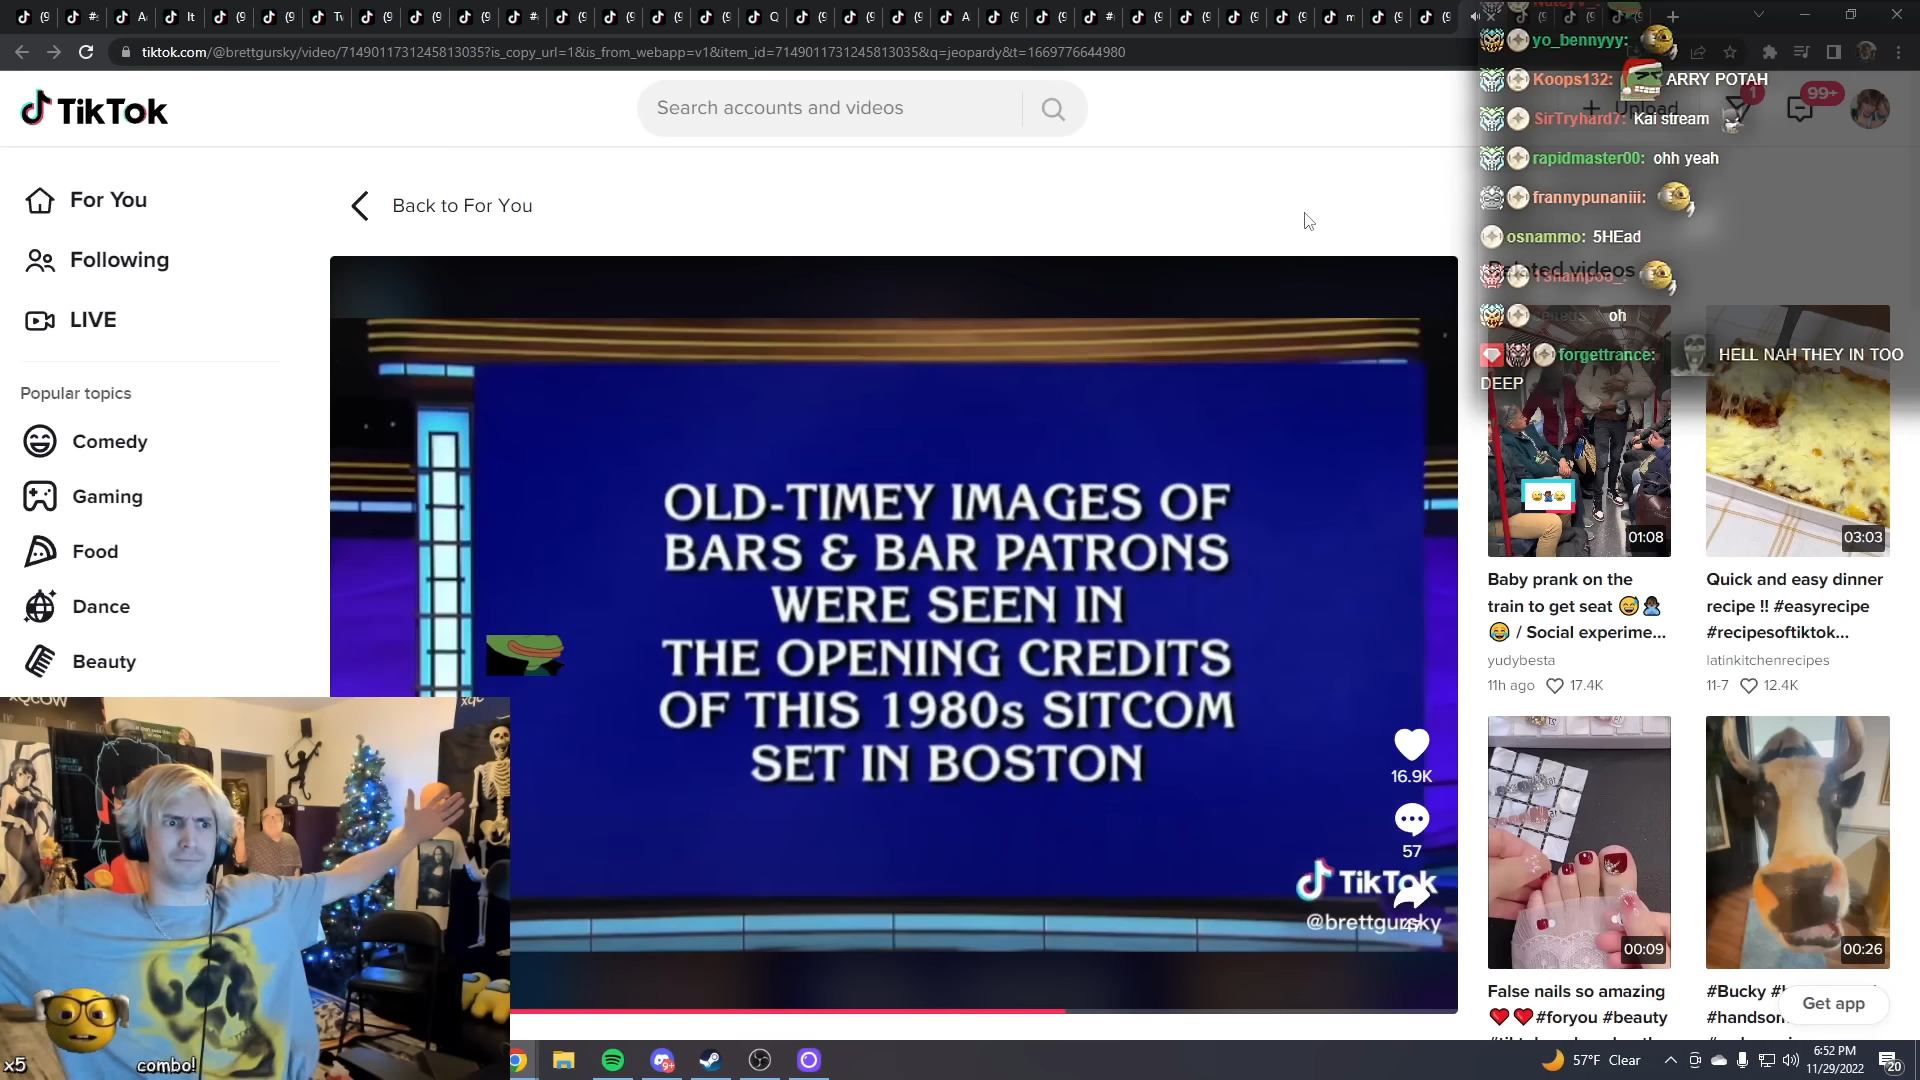 tiktok.com/@brettgursky/video/7149011731245813035?is_copy_url=1&is_from_webapp=v1&item_id=7149011731245813035&q=jeopardy&t=1669776644980
TikTok
Search accounts and videos
Upload
1
99+
yo_bennyyy:
Koops132: ARRY POTAH
SirTryhard7: Kai stream
rapidmaster00: ohh yeah
frannypunaniii:
osnammo: 5HEad
oh
forgettrance: HELL NAH THEY IN TOO
DEEP
For You
Following
LIVE
Popular topics
Comedy
Gaming
Food
Dance
Beauty
Back to For You
OLD-TIMEY IMAGES OF
BARS & BAR PATRONS
WERE SEEN IN
THE OPENING CREDITS
OF THIS 1980s SITCOM
SET IN BOSTON
16.9K
57
TikTok
@brettgursky
Related videos
01:08
Baby prank on the
train to get seat
/ Social experime...
yudybesta
11h ago 17.4K
03:03
Quick and easy dinner
recipe !! #easyrecipe
#recipesoftiktok...
latinkitchenrecipes
11-7 12.4K
00:09
False nails so amazing
#foryou #beauty
00:26
#Bucky
#handson
Get app
x5
combo!
57°F Clear
6:52 PM
11/29/2022
20